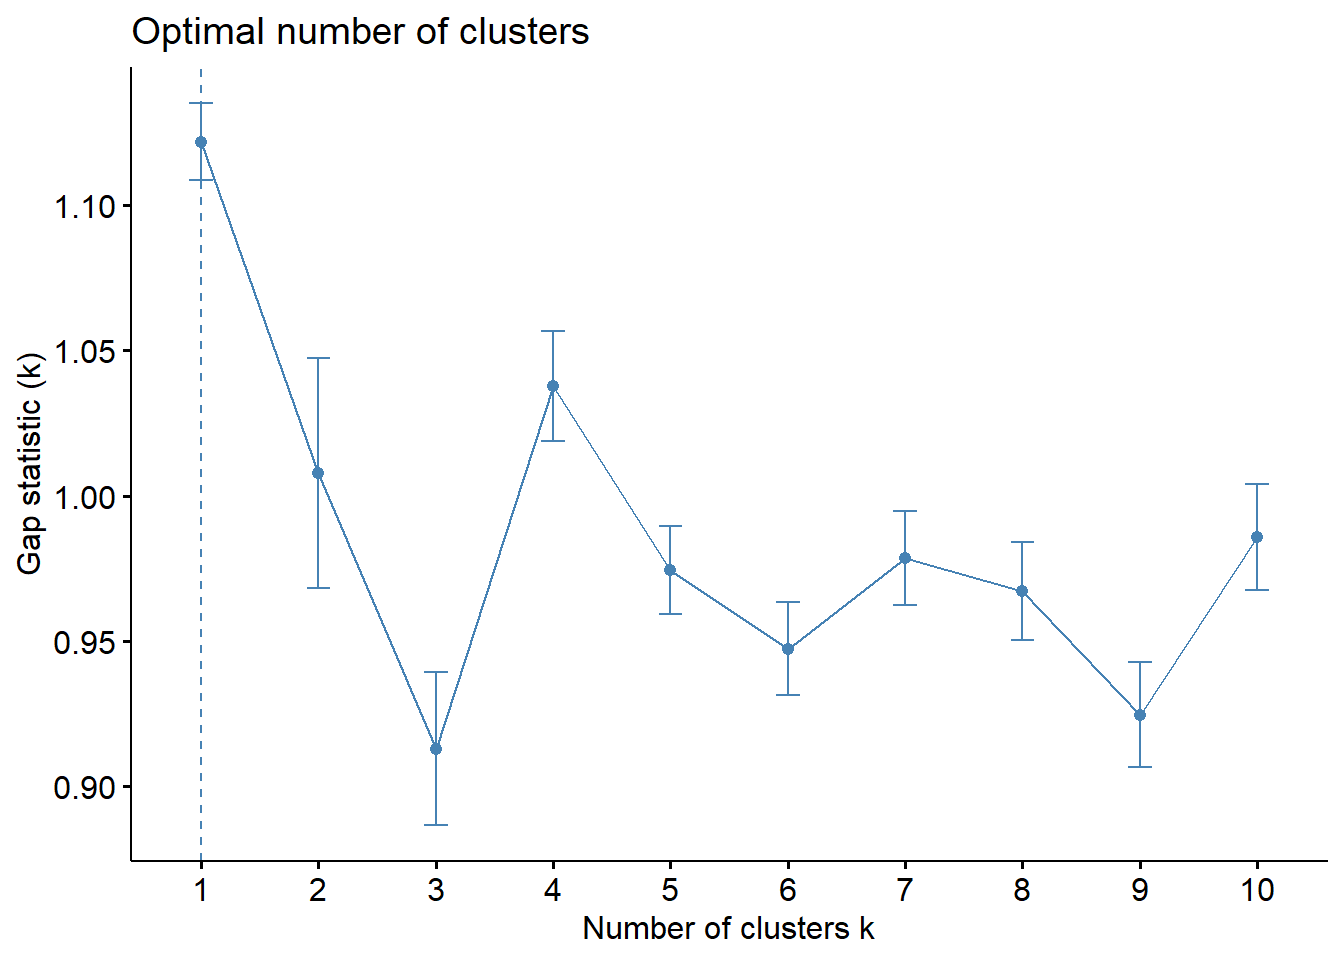 Optimal number of clusters
Gap statistic (k)
1.10
1.05
1.00
0.95
0.90
1 2 3 4 5 6 7 8 9 10
Number of clusters k